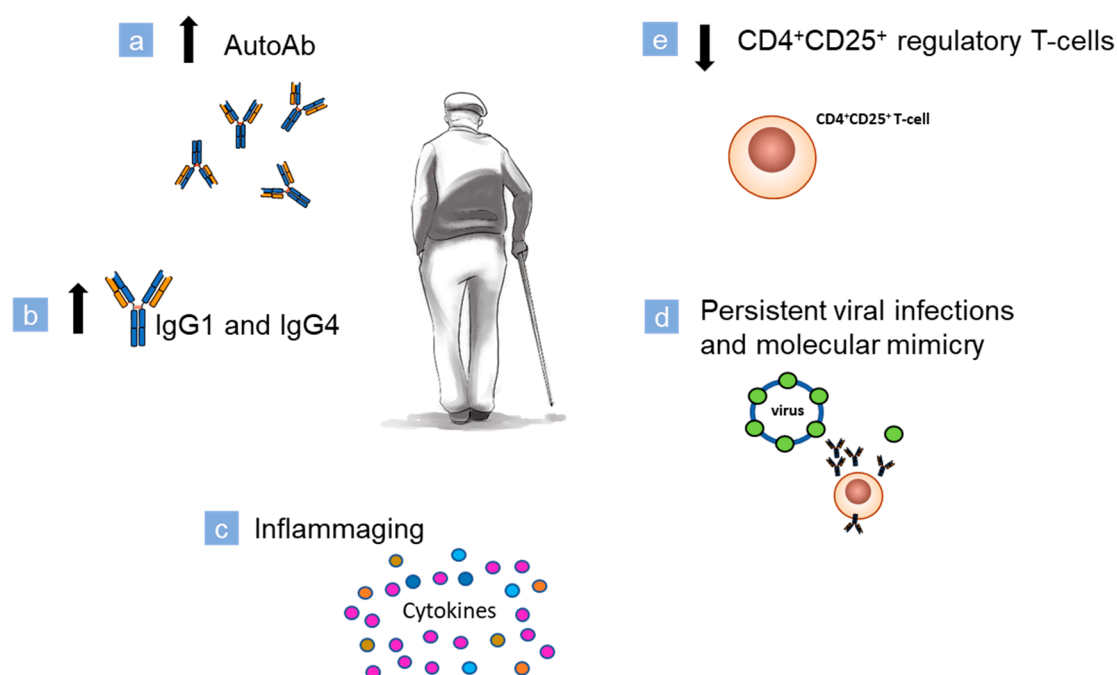 a AutoAb
b IgG1 and IgG4
c Inflammaging
Cytokines
e CD4⁺CD25⁺ regulatory T-cells
CD4⁺CD25⁺ T-cell
d Persistent viral infections
and molecular mimicry
virus